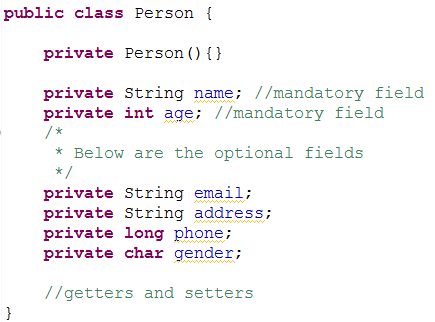 public class Person {
private Person(){}
private String name; //mandatory field
private int age; //mandatory field
/*
* Below are the optional fields
*/
private String email;
private String address;
private long phone;
private char gender;
//getters and setters
}